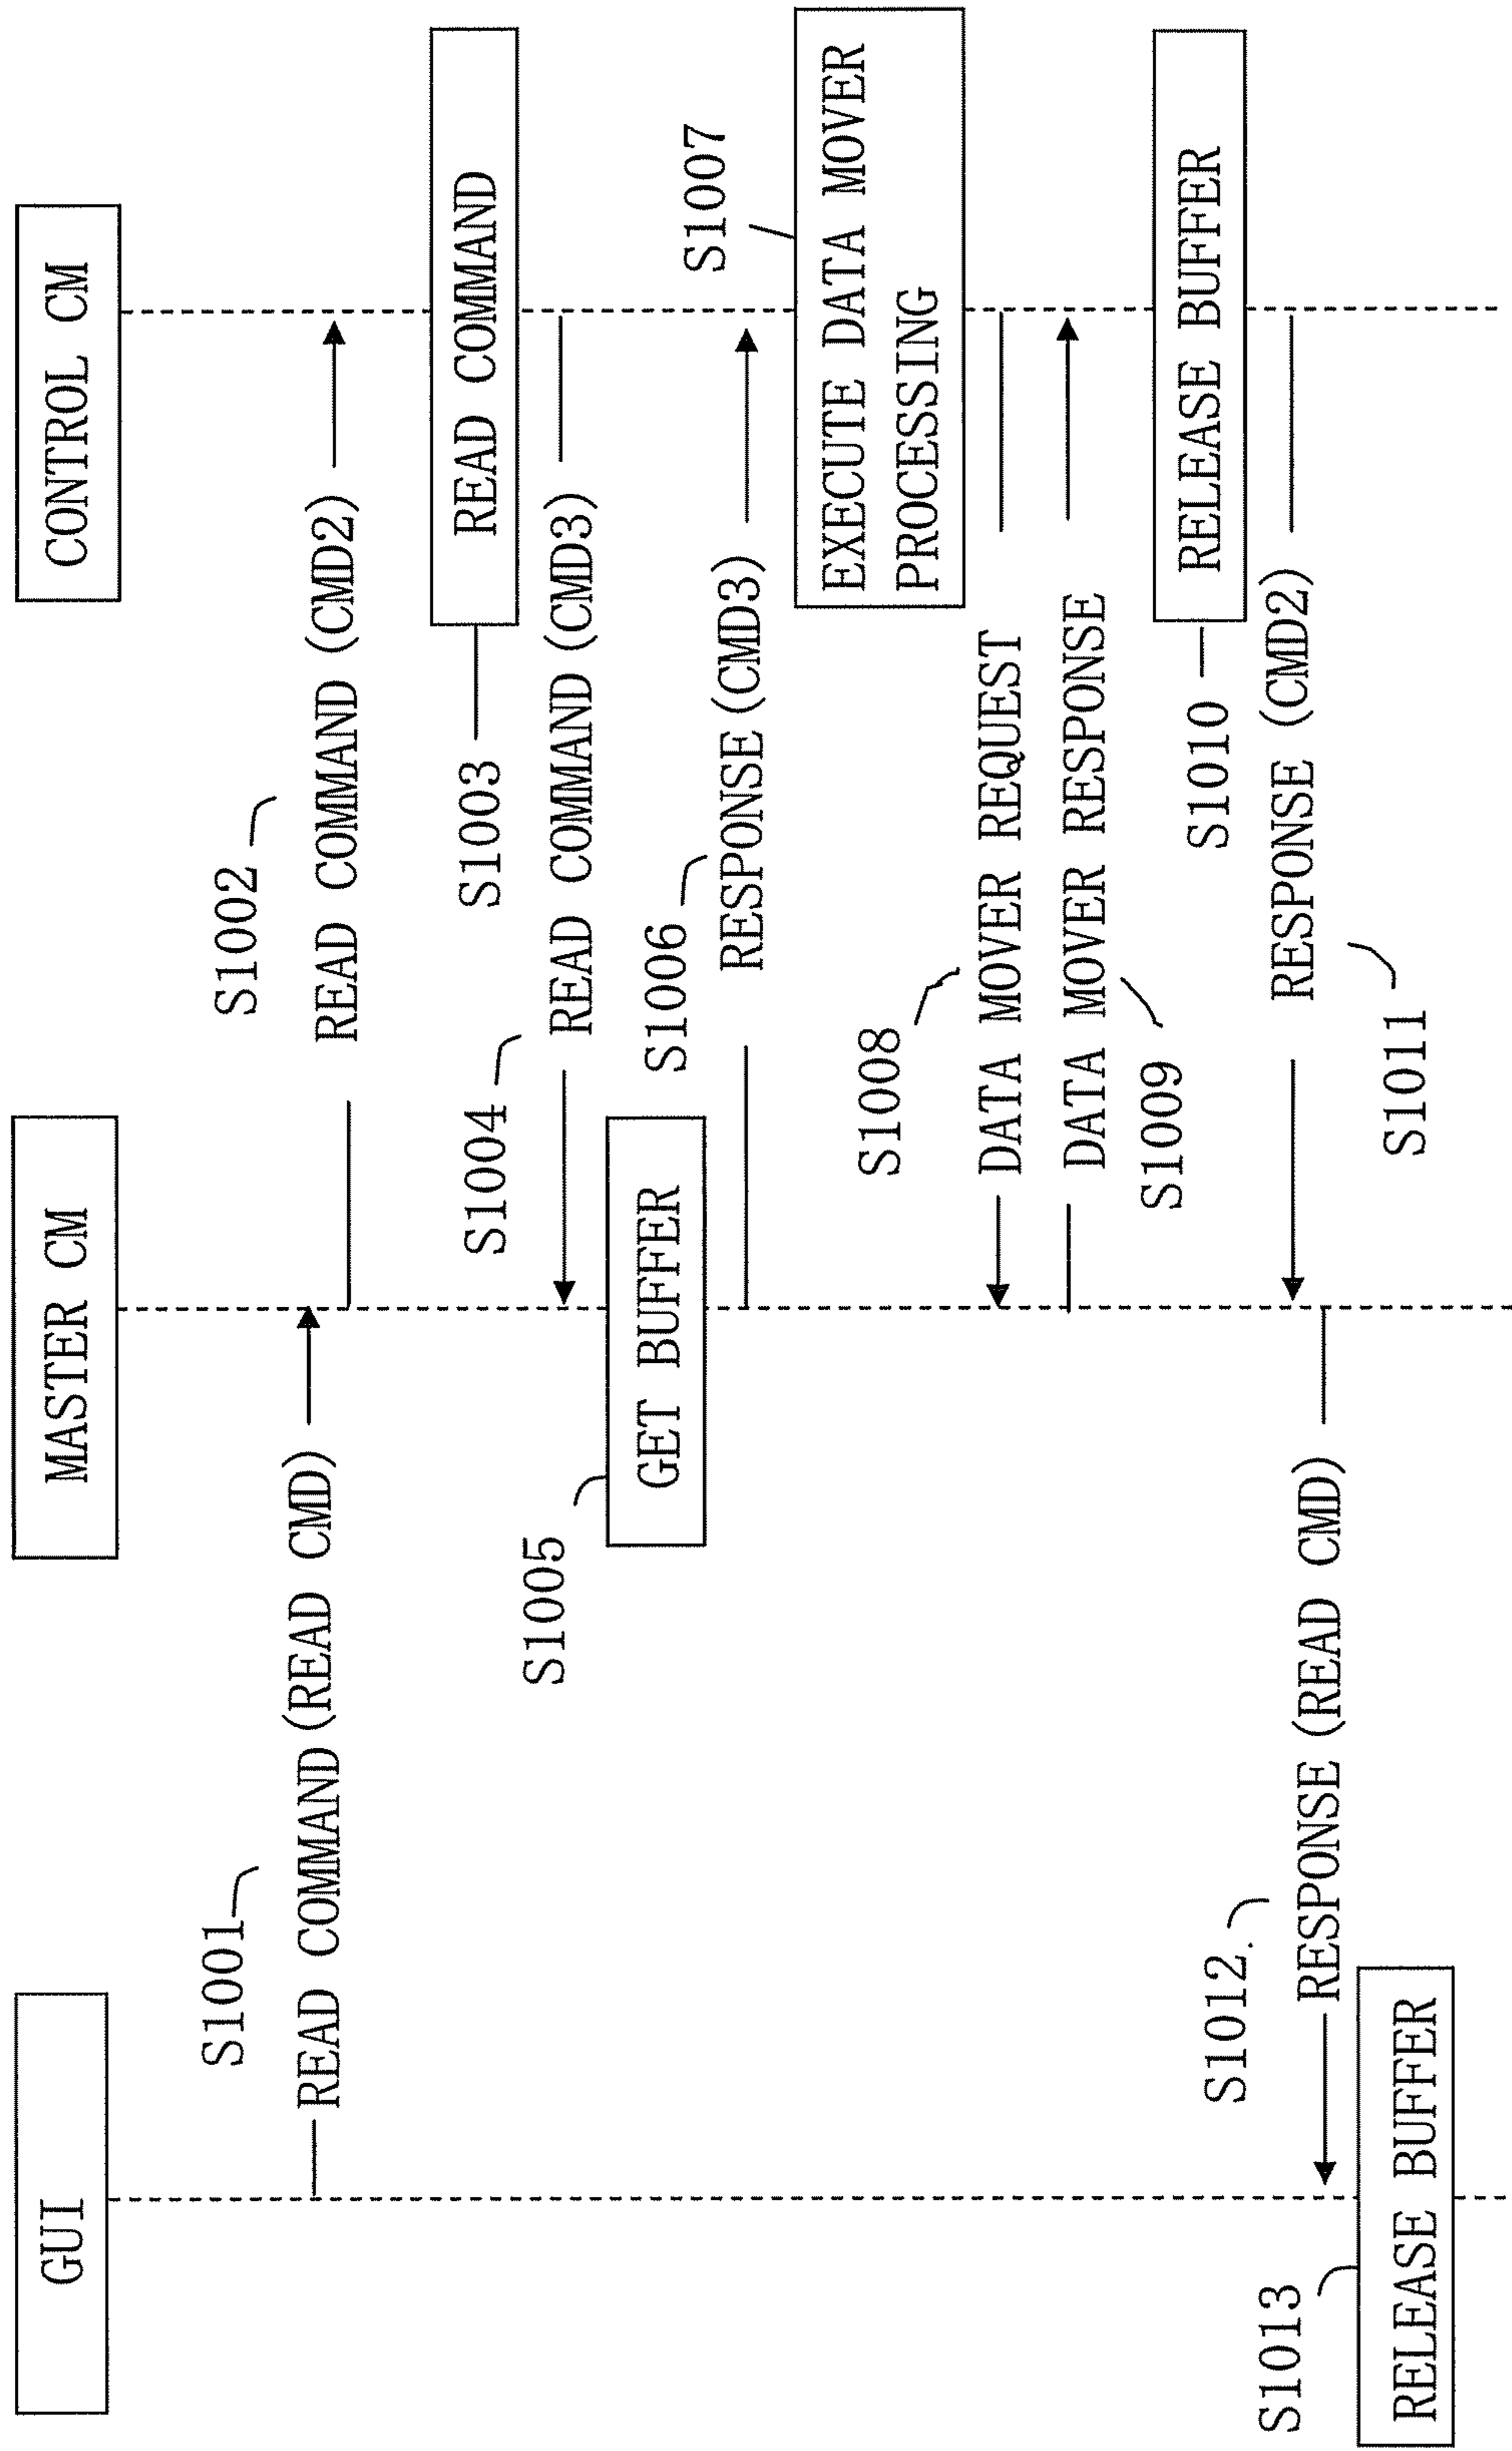 GUI
MASTER CM
CONTROL CM
S1001
READ COMMAND (READ CMD)
S1002
READ COMMAND (CMD2)
S1003
READ COMMAND
S1004
READ COMMAND (CMD3)
S1005
GET BUFFER
S1006
RESPONSE (CMD3)
S1007
EXECUTE DATA MOVER
PROCESSING
S1008
DATA MOVER REQUEST
DATA MOVER RESPONSE
S1009
S1010
RELEASE BUFFER
RESPONSE (CMD2)
S1011
S1012
RESPONSE (READ CMD)
S1013
RELEASE BUFFER